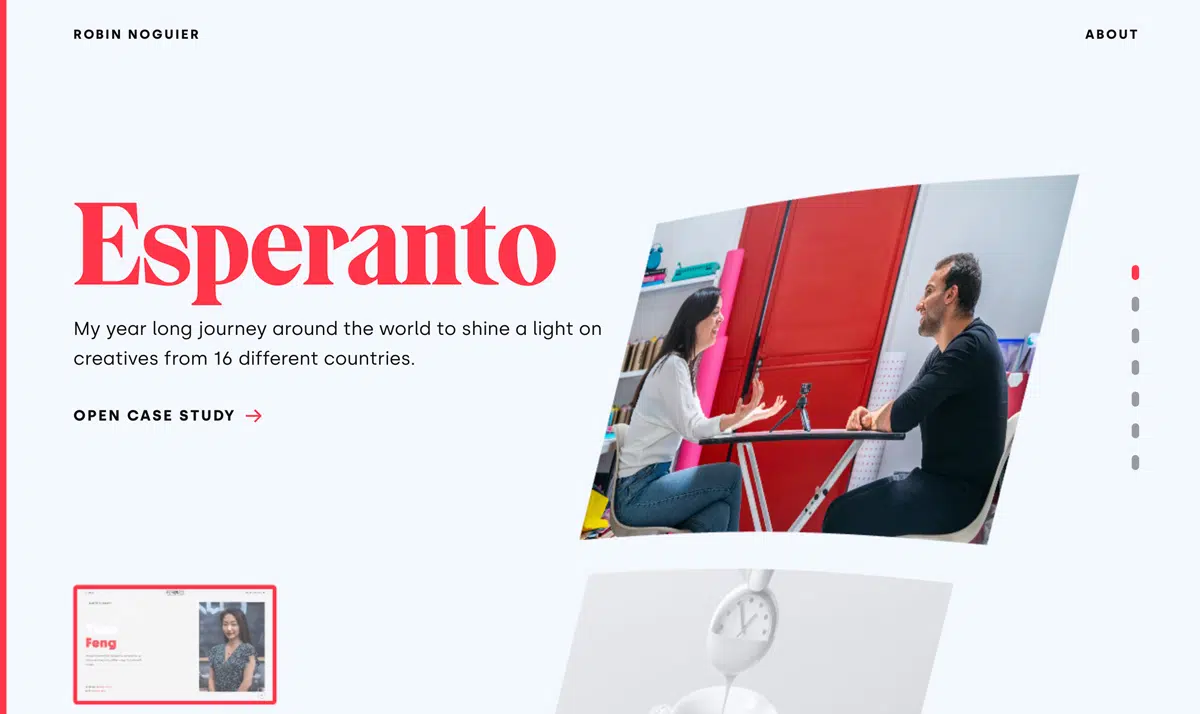 ROBIN NOGUIER
ABOUT
Esperanto
My year long journey around the world to shine a light on
creatives from 16 different countries.
OPEN CASE STUDY
Feng